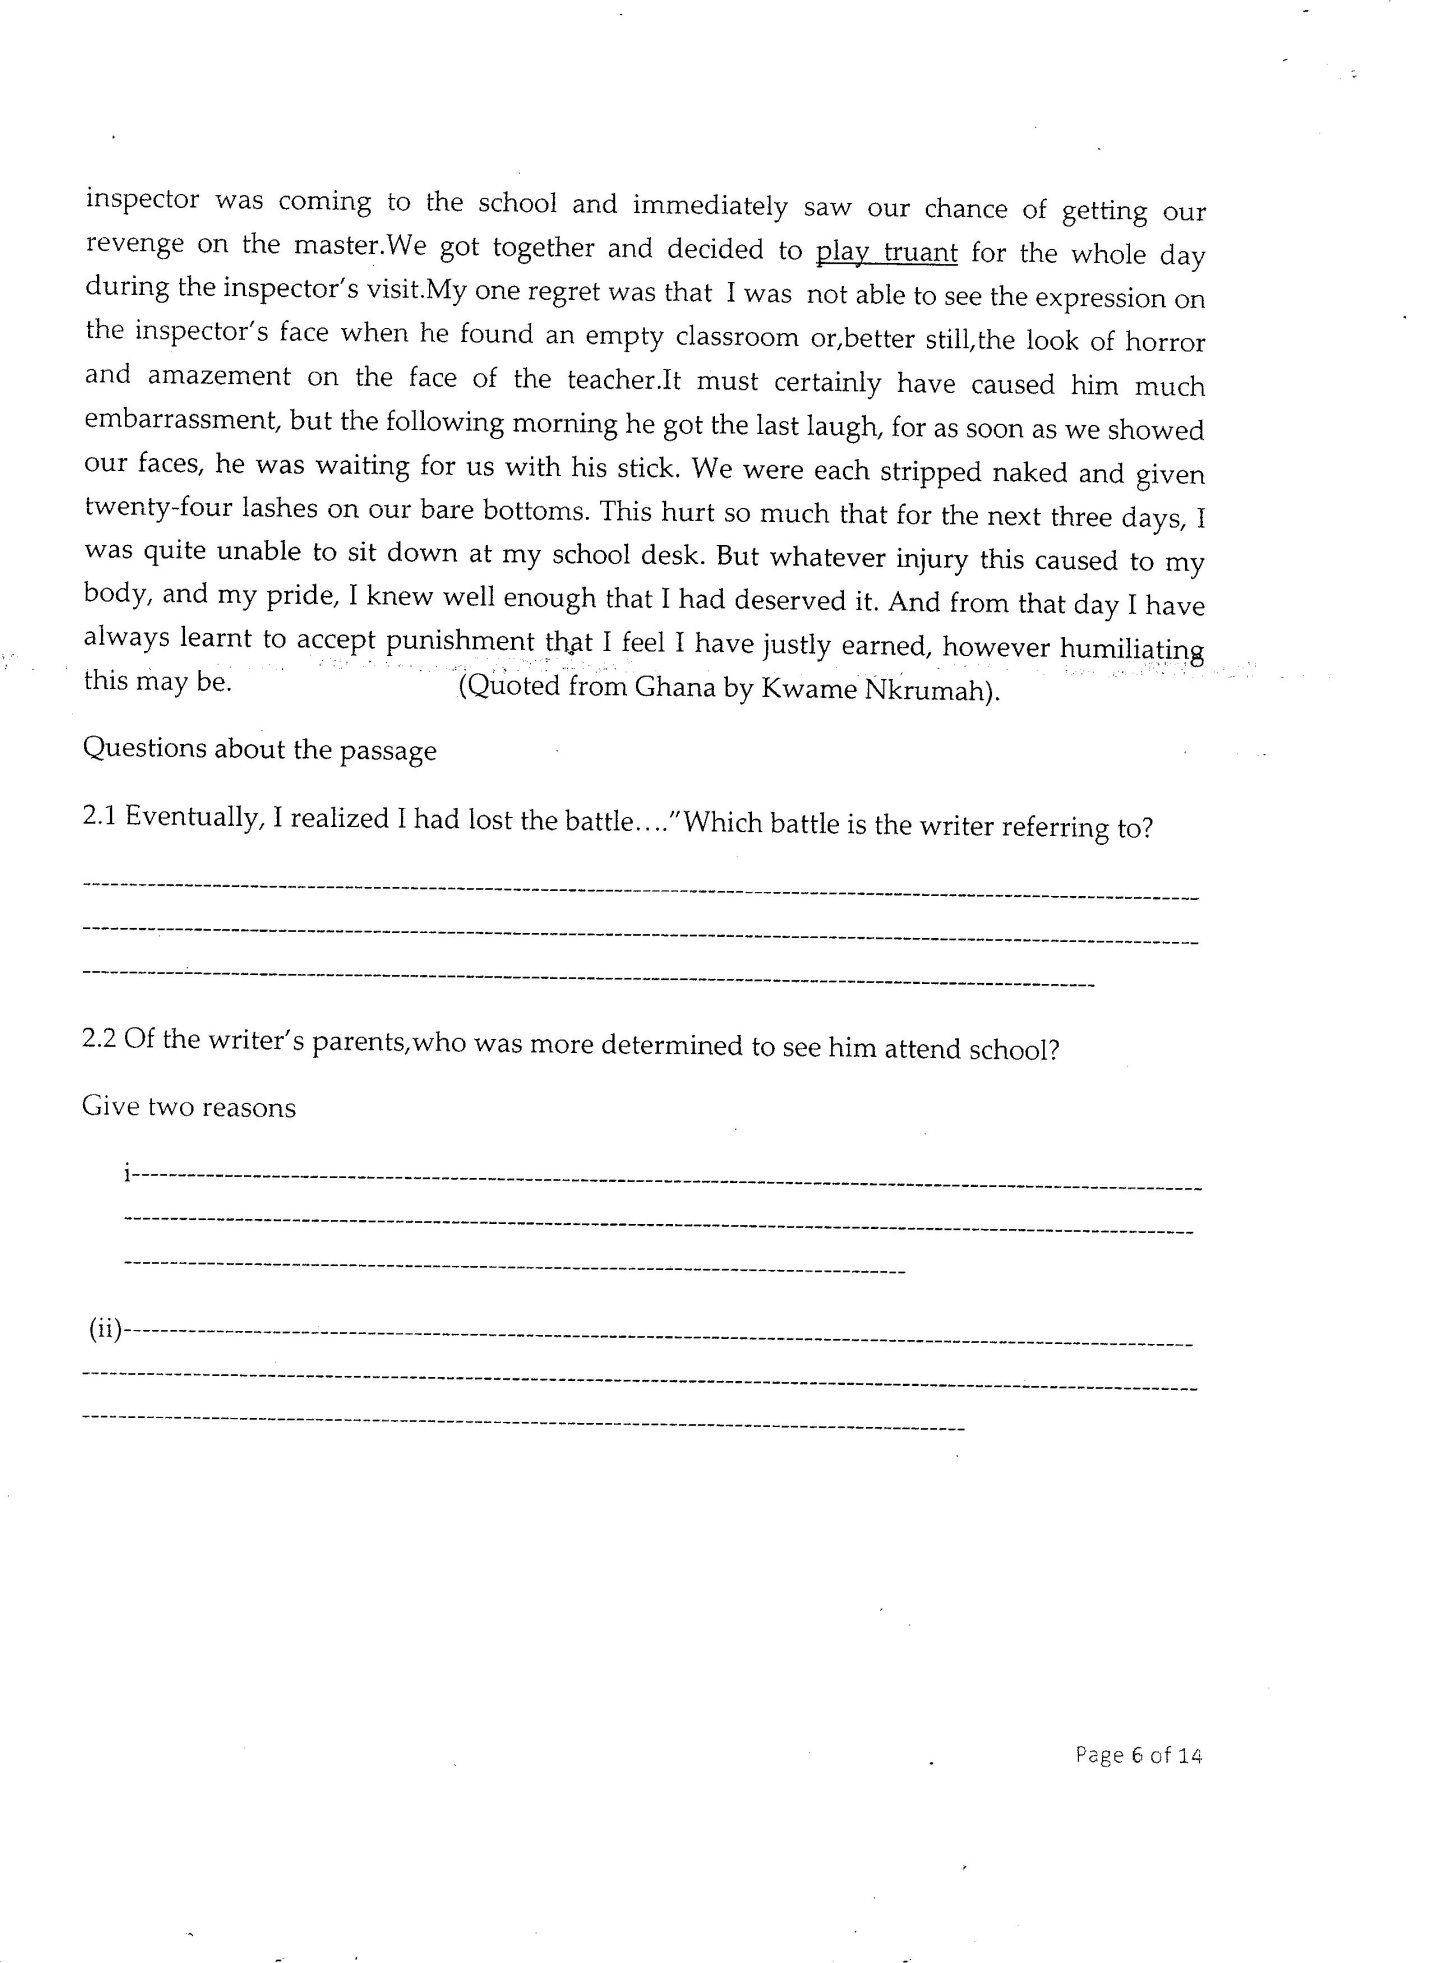 inspector was coming to the school and immediately saw our chance of getting our
revenge on the master.We got together and decided to play truant for the whole day
during the inspector's visit.My one regret was that I was not able to see the expression on
the inspector's face when he found an empty classroom or,better still,the look of horror
and amazement on the face of the teacher.It must certainly have caused him much
embarrassment, but the following morning he got the last laugh, for as soon as we showed
our faces, he was waiting for us with his stick. We were each stripped naked and given
twenty-four lashes on our bare bottoms. This hurt so much that for the next three days, I
was quite unable to sit down at my school desk. But whatever injury this caused to my
body, and my pride, I knew well enough that I had deserved it. And from that day I have
always learnt to accept punishment that I feel I have justly earned, however humiliating
this may be. (Quoted from Ghana by Kwame Nkrumah).
Questions about the passage
2.1 Eventually, I realized I had lost the battle...."Which battle is the writer referring to?
2.2 Of the writer's parents,who was more determined to see him attend school?
Give two reasons
i
(ii)
Page 6 of 14